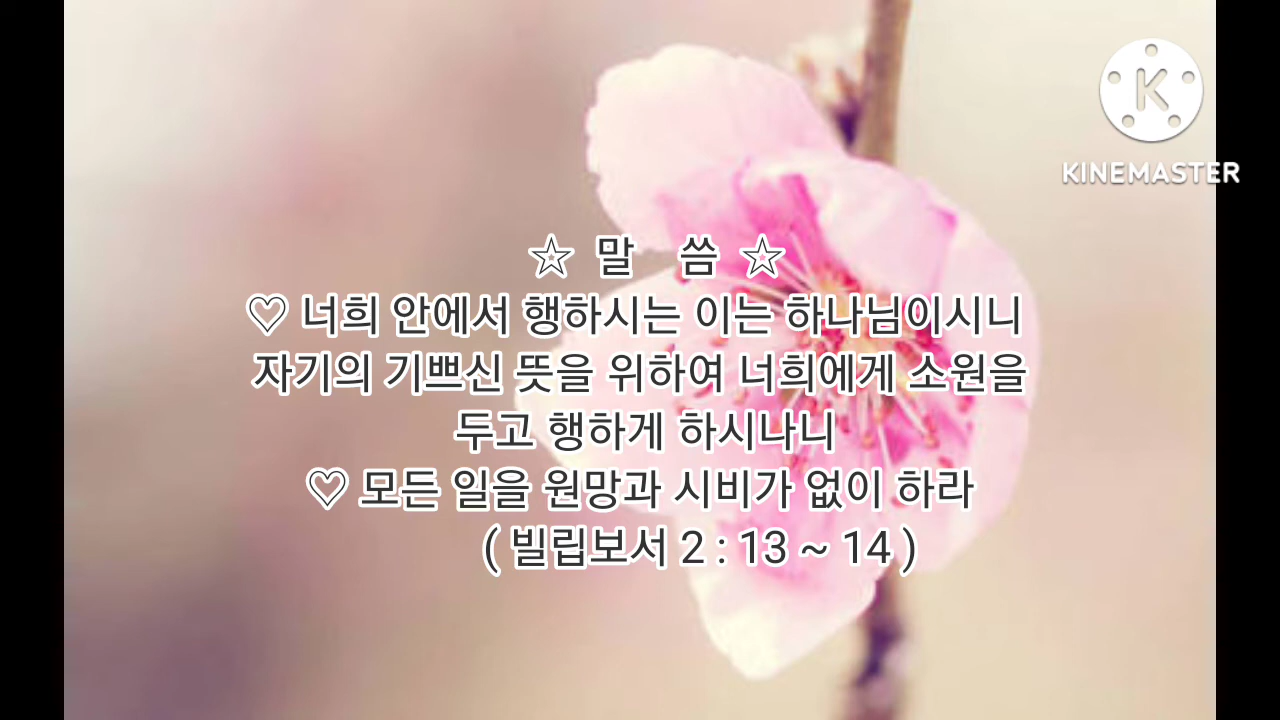 KINEMASTER
☆ 말 씀 ☆
♡ 너희 안에서 행하시는 이는 하나님이시니
자기의 기쁘신 뜻을 위하여 너희에게 소원을
두고 행하게 하시나니
♡ 모든 일을 원망과 시비가 없이 하라
( 빌립보서 2 : 13 ~ 14 )